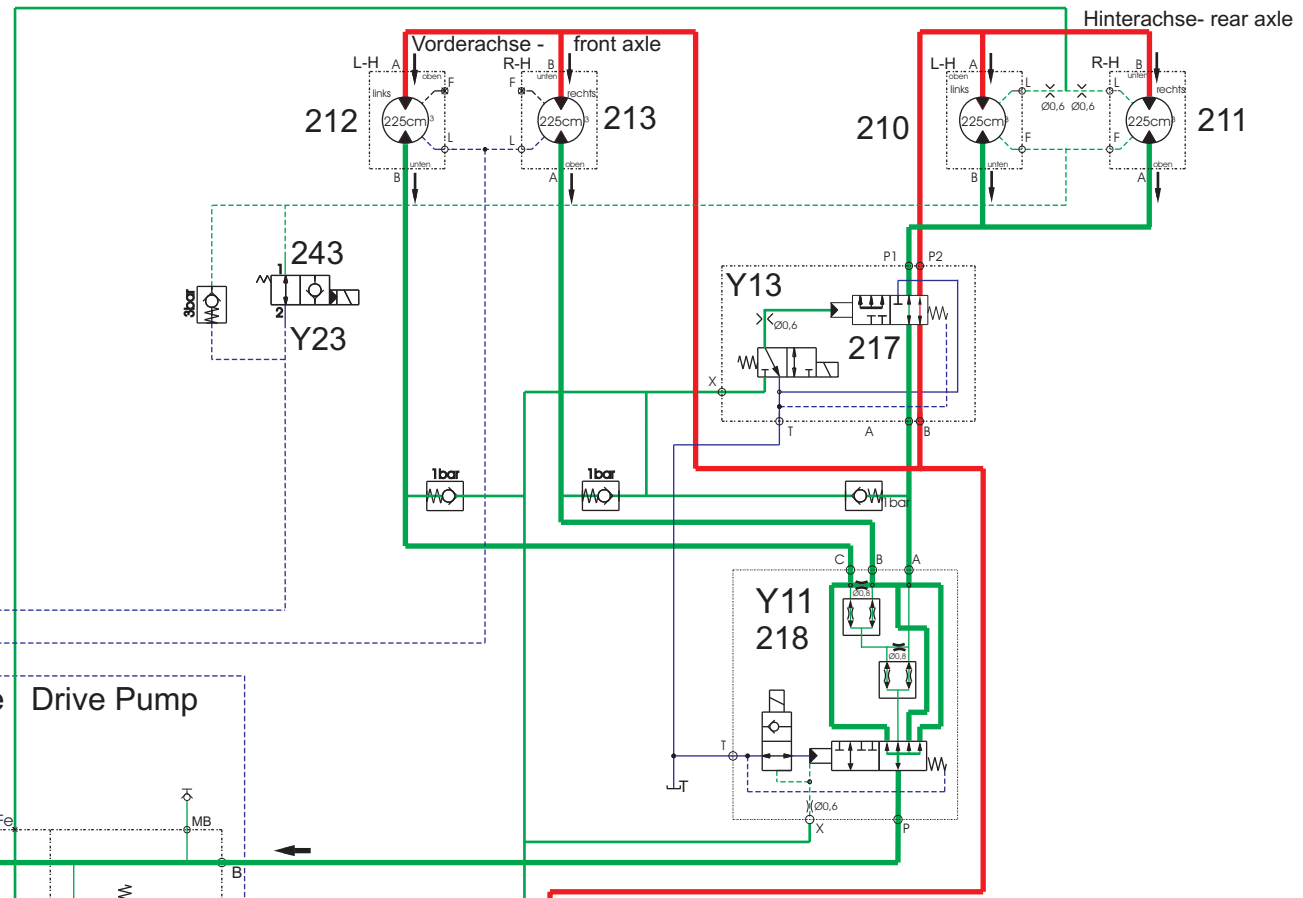 Hinterachse- rear axle
Vorderachse - front axle
L-H A oben F
R-H B unten F
L-H A oben L
R-H B unten L
links
rechts
links
rechts
Ø0,6 Ø0,6
212
225cm³
225cm³
213
210
225cm³
225cm³
211
L
L
F
F
unten
oben
unten
oben
B
A
B
A
243
1
2
3bar
Y23
P1 P2
Y13
Ø0,6
217
X
T
A
B
1bar
1bar
1bar
C
B
A
Y11
218
Ø0,8
Ø0,8
e Drive Pump
T
T
Ø0,6
X
P
Fe
MB
B